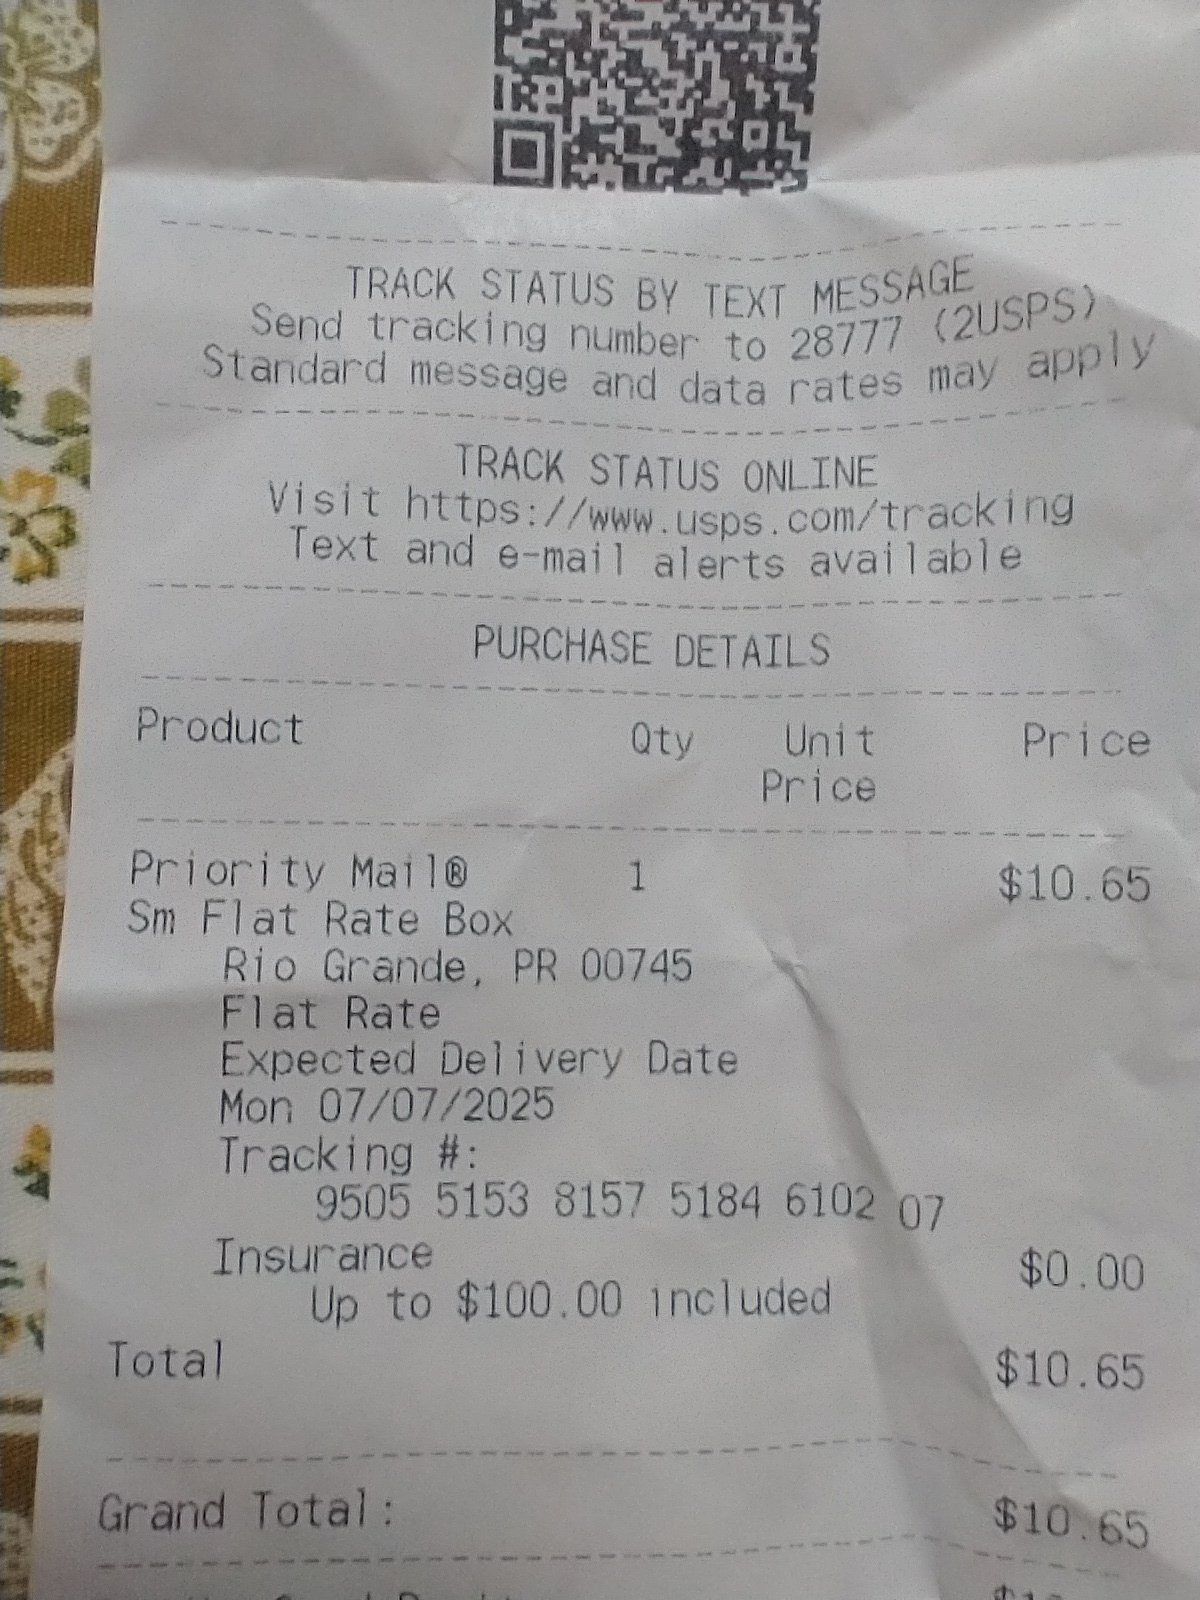 TRACK STATUS BY TEXT MESSAGE
Send tracking number to 28777 (2USPS)
Standard message and data rates may apply
TRACK STATUS ONLINE
Visit https://www.usps.com/tracking
Text and e-mail alerts available
PURCHASE DETAILS
Product Qty Unit Price
Price
Priority Mail® 1 $10.65
Sm Flat Rate Box
Rio Grande, PR 00745
Flat Rate
Expected Delivery Date
Mon 07/07/2025
Tracking #:
9505 5153 8157 5184 6102 07
Insurance $0.00
Up to $100.00 included
Total $10.65
Grand Total: $10.65